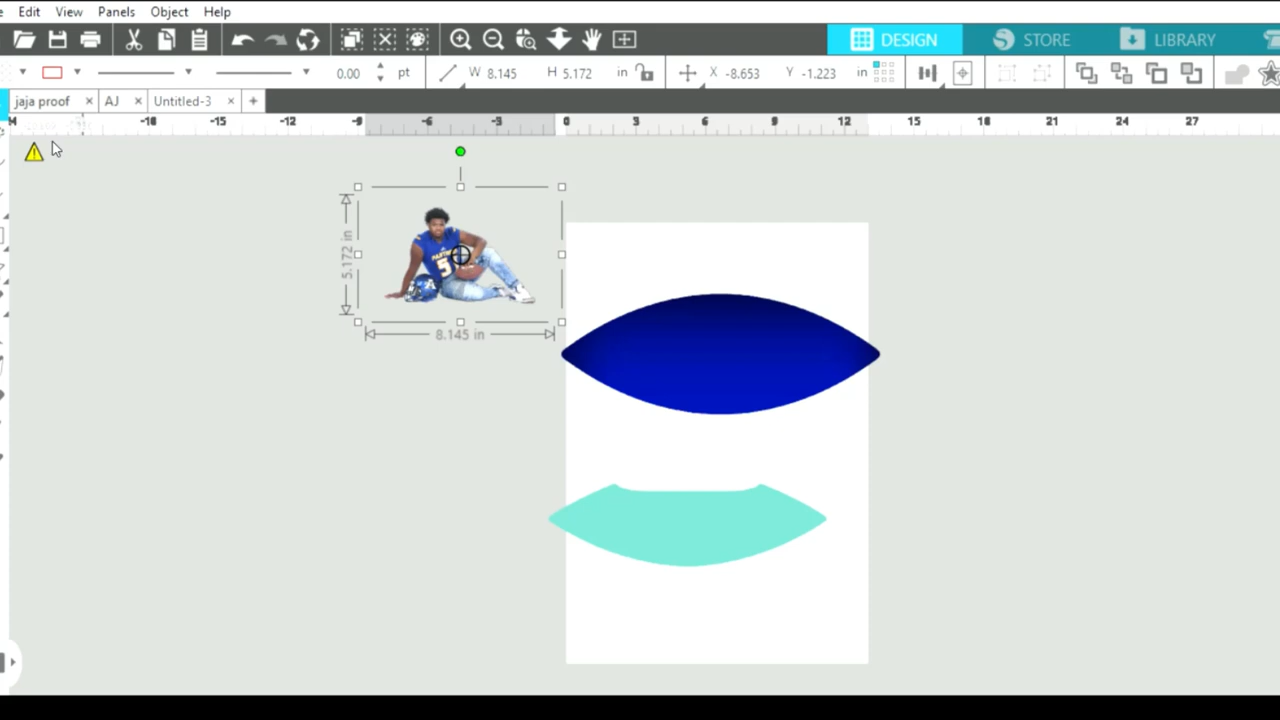 Edit View Panels Object Help
DESIGN STORE LIBRARY
0.00 pt W 8.145 H 5.172 in X -8.653 Y -1.223 in
jaja proof × AJ × Untitled-3 × +
-18 -15 -12 -9 -6 -3 0 3 6 9 12 15 18 21 24 27
5.172 in
5
8.145 in